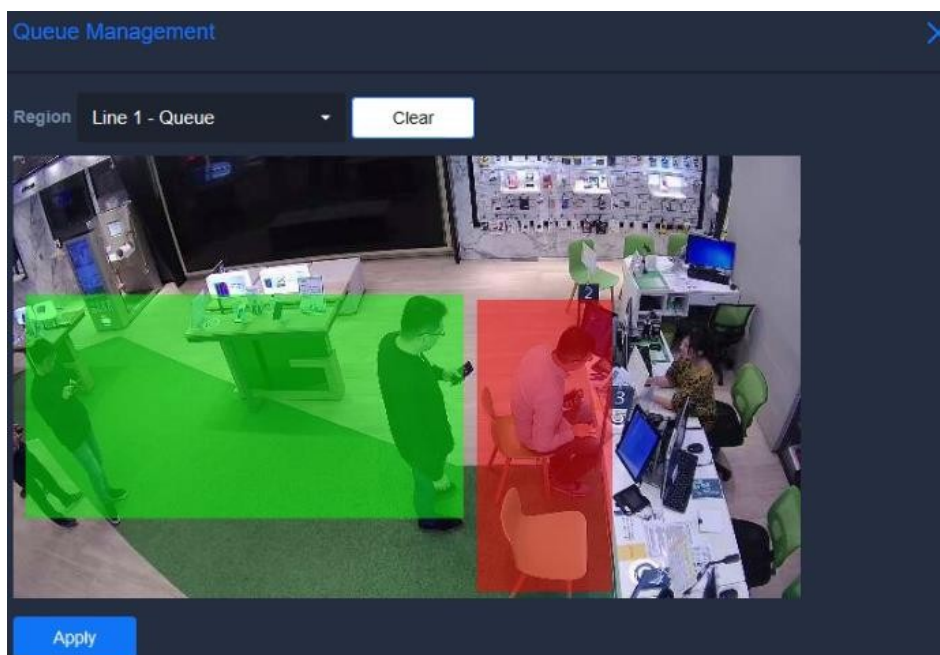 Queue Management
Region
Line 1 - Queue
Clear
2
3
Apply